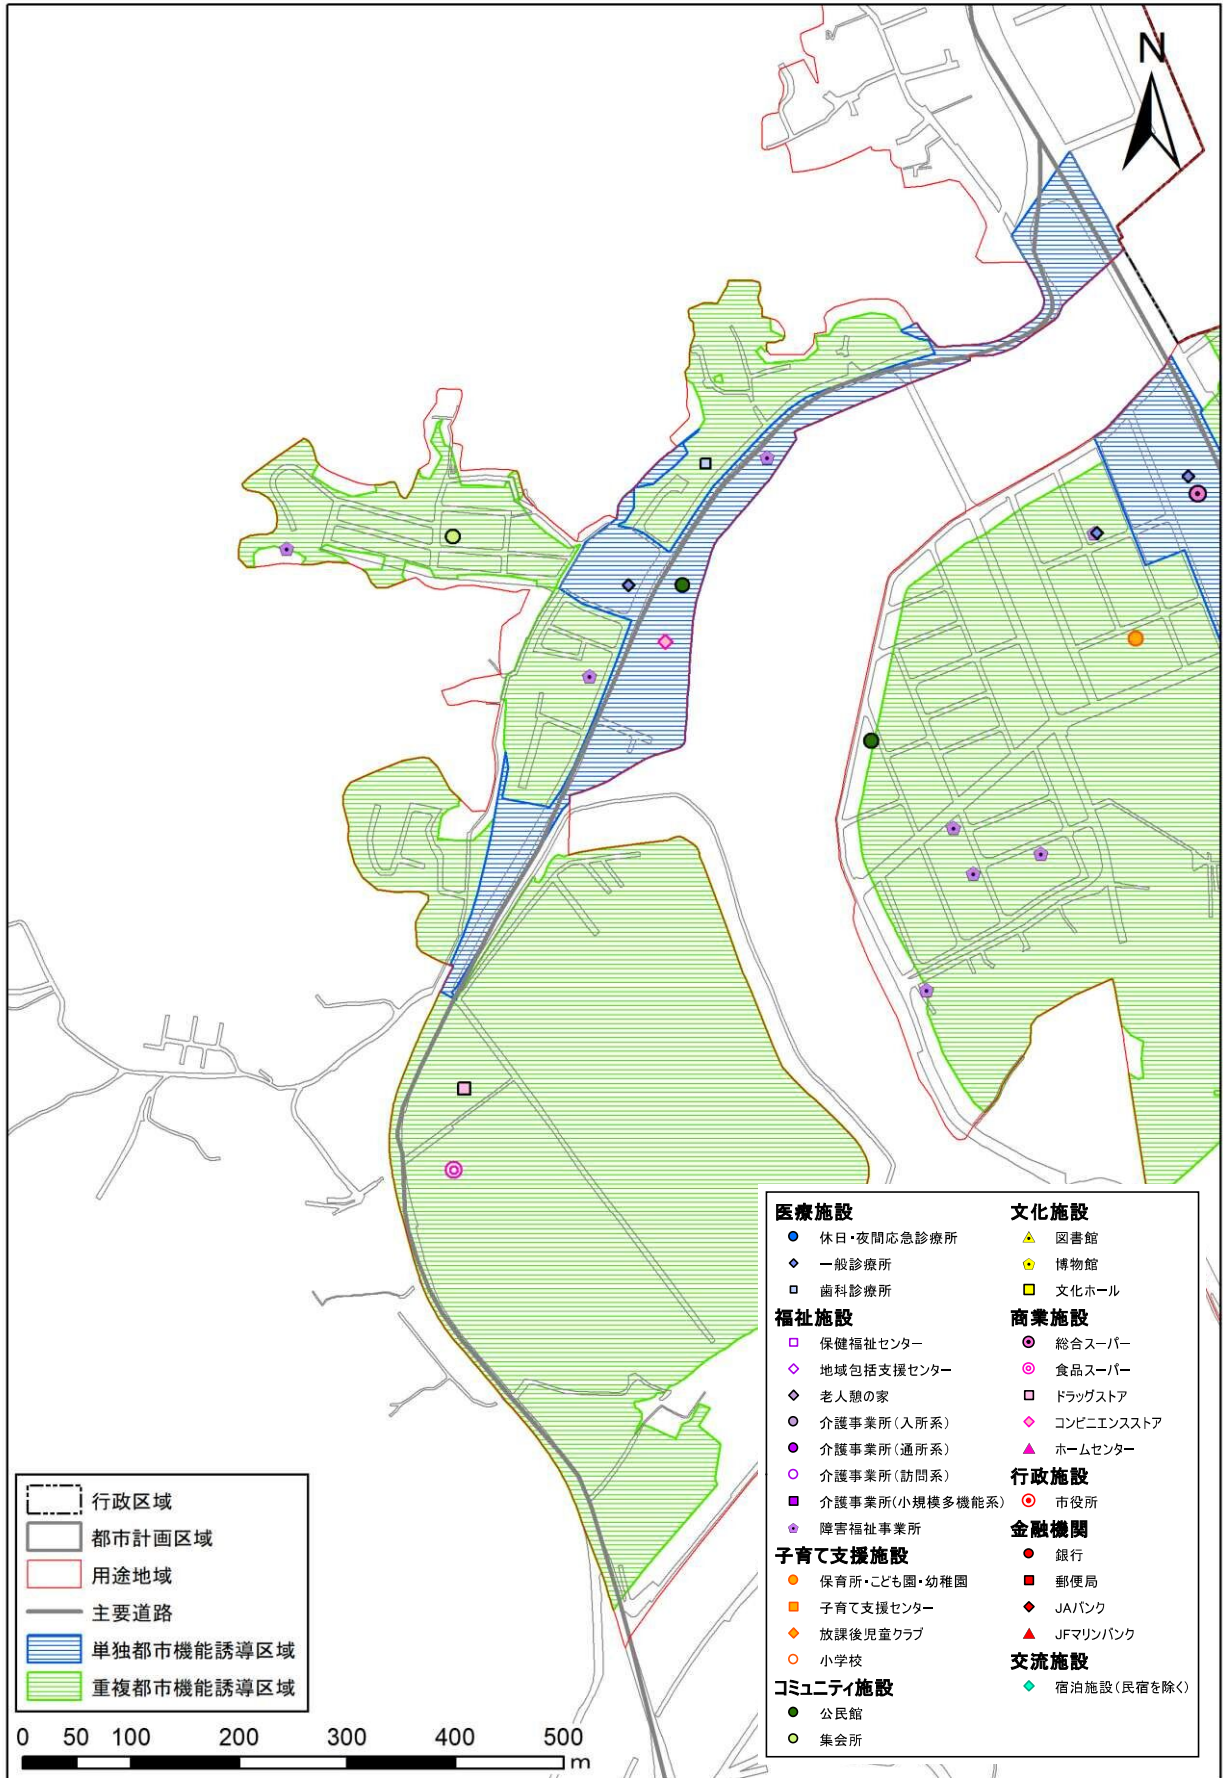 N
医療施設
休日・夜間応急診療所
一般診療所
歯科診療所
福祉施設
保健福祉センター
地域包括支援センター
老人憩の家
介護事業所(入所系)
介護事業所(通所系)
介護事業所(訪問系)
介護事業所(小規模多機能系)
障害福祉事業所
子育て支援施設
保育所・こども園・幼稚園
子育て支援センター
放課後児童クラブ
小学校
コミュニティ施設
公民館
集会所
文化施設
図書館
博物館
文化ホール
商業施設
総合スーパー
食品スーパー
ドラッグストア
コンビニエンスストア
ホームセンター
行政施設
市役所
金融機関
銀行
郵便局
JAバンク
JFマリンバンク
交流施設
宿泊施設(民宿を除く)
行政区域
都市計画区域
用途地域
主要道路
単独都市機能誘導区域
重複都市機能誘導区域
0 50 100 200 300 400 500
m